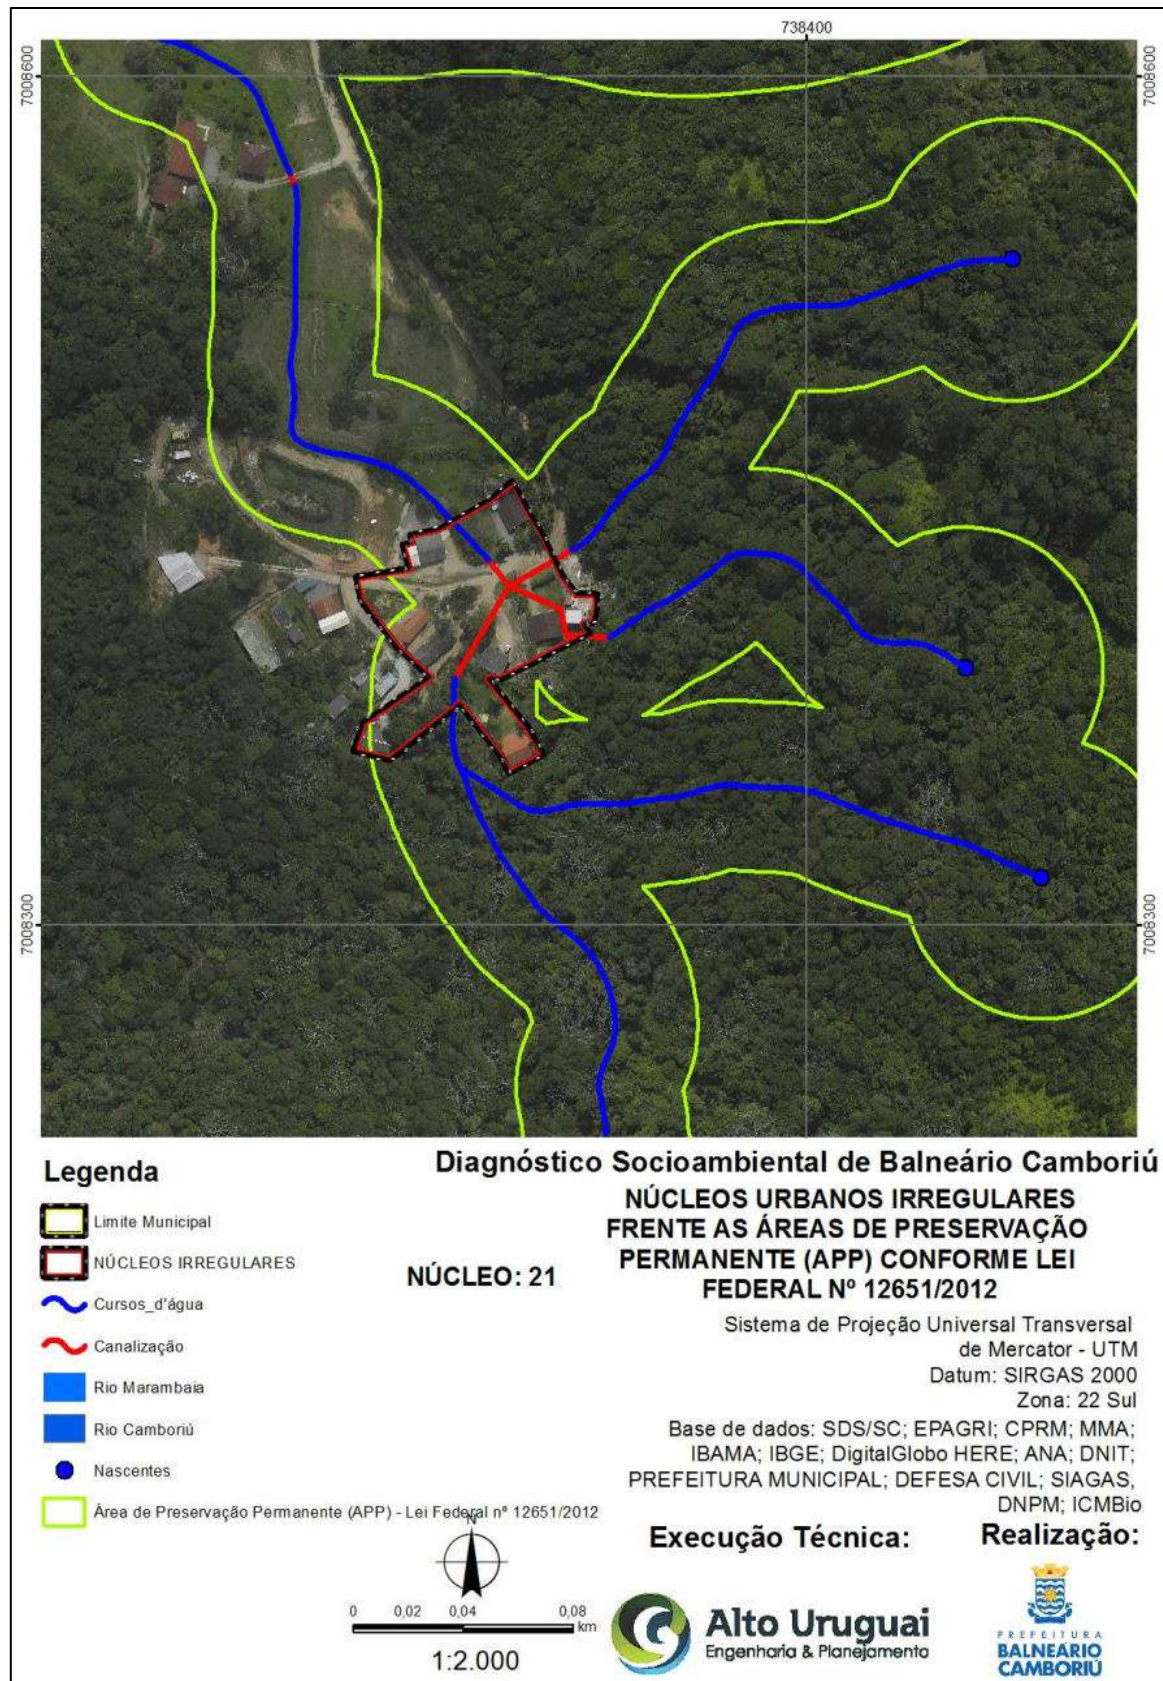 738400
7008600
7008600
7008300
7008300
Legenda
Limite Municipal
NÚCLEOS IRREGULARES
Cursos_d'água
Canalização
Rio Marambaia
Rio Camboriú
Nascentes
Área de Preservação Permanente (APP) - Lei Federal nº 12651/2012
NÚCLEO: 21
Diagnóstico Socioambiental de Balneário Camboriú
NÚCLEOS URBANOS IRREGULARES
FRENTE AS ÁREAS DE PRESERVAÇÃO
PERMANENTE (APP) CONFORME LEI
FEDERAL Nº 12651/2012
Sistema de Projeção Universal Transversal
de Mercator - UTM
Datum: SIRGAS 2000
Zona: 22 Sul
Base de dados: SDS/SC; EPAGRI; CPRM; MMA;
IBAMA; IBGE; DigitalGlobo HERE; ANA; DNIT;
PREFEITURA MUNICIPAL; DEFESA CIVIL; SIAGAS,
DNPM; ICMBio
N
0 0,02 0,04 0,08
km
1:2.000
Execução Técnica:
Alto Uruguai
Engenharia & Planejamento
Realização:
PREFEITURA
BALNEÁRIO
CAMBORIÚ